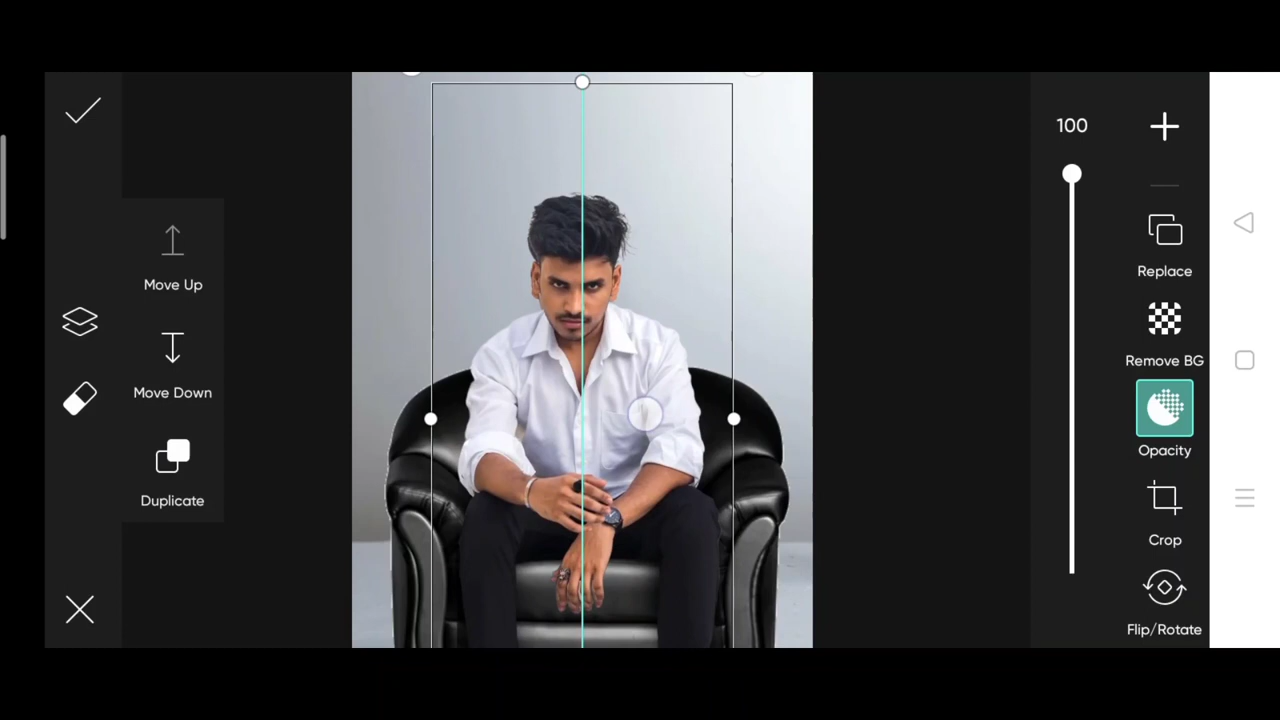 100
Move Up
Replace
Remove BG
Move Down
Opacity
Duplicate
Crop
Flip/Rotate